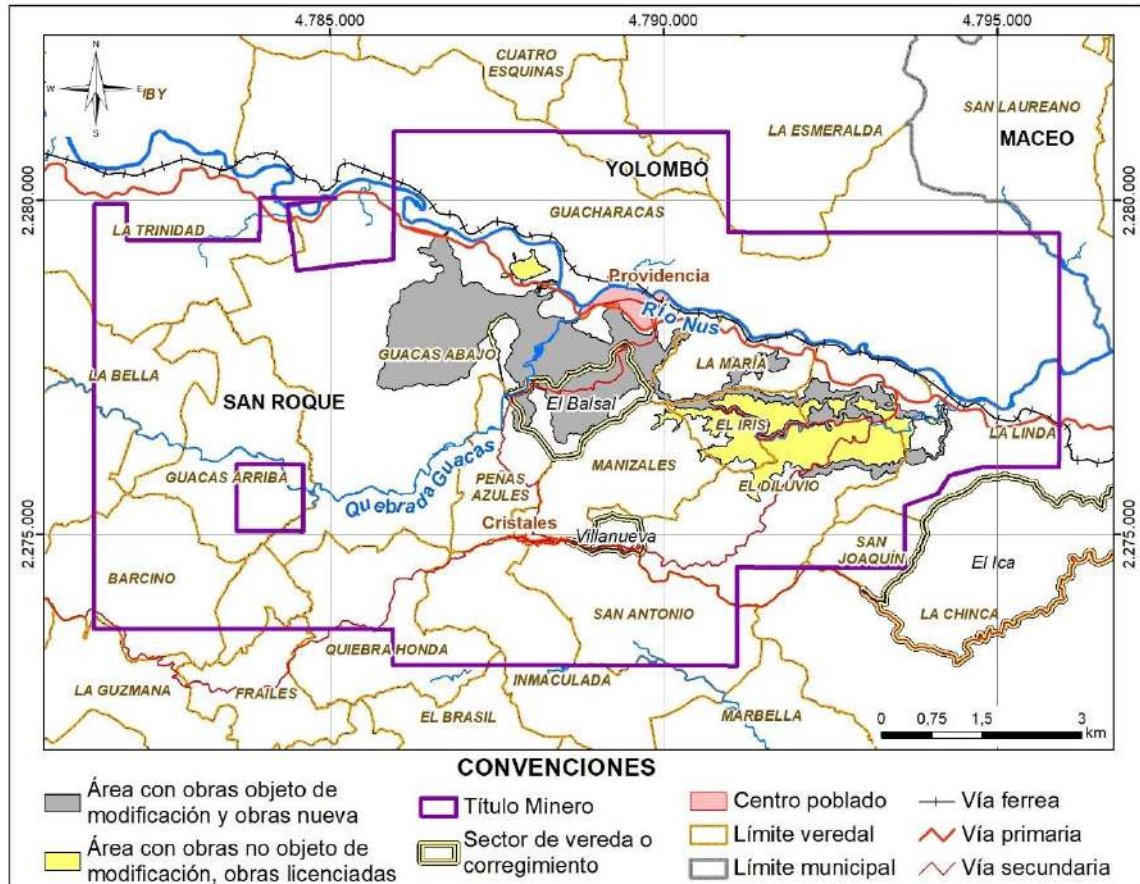 4.785.000
4.790.000
4.795.000
N
W
E
S
IBY
CUATRO
ESQUINAS
SAN LAUREANO
MACEO
LA ESMERALDA
YOLOMBÓ
2.280.000
2.280.000
GUACHARACAS
LA TRINIDAD
Providencia
Río Nus
GUACAS ABAJO
LA MARÍA
LA BELLA
SAN ROQUE
El Balsal
EL IRIS
LA LINDA
MANIZALES
GUACAS ARRIBA
PEÑAS
AZULES
EL DILUVIO
Quebrada Guacas
Cristales
Villanueva
2.275.000
2.275.000
SAN
JOAQUÍN
El Ica
BARCINO
SAN ANTONIO
LA CHINCA
QUIEBRA HONDA
INMACULADA
LA GUZMANA
FRAILES
EL BRASIL
MARBELLA
0 0,75 1,5 3
km
CONVENCIONES
Área con obras objeto de
modificación y obras nueva
Área con obras no objeto de
modificación, obras licenciadas
Título Minero
Sector de vereda o
corregimiento
Centro poblado
Límite veredal
Límite municipal
Vía ferrea
Vía primaria
Vía secundaria